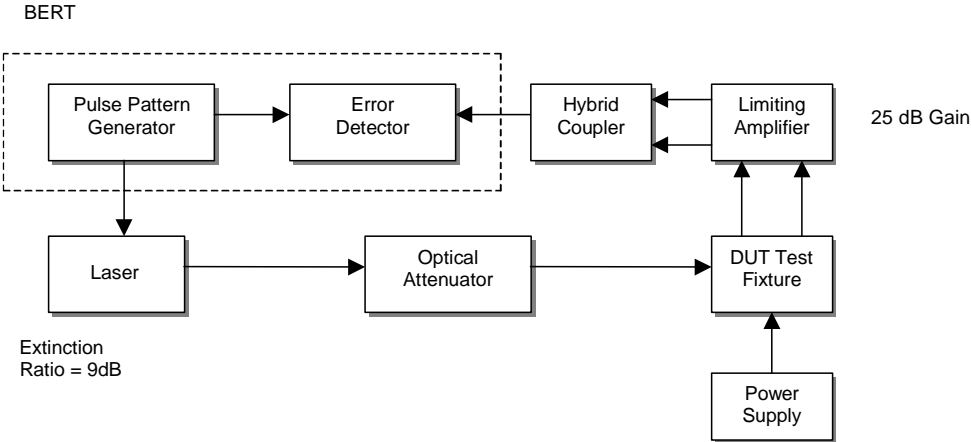 BERT
Pulse Pattern
Generator
Error
Detector
Hybrid
Coupler
Limiting
Amplifier
25 dB Gain
Laser
Optical
Attenuator
DUT Test
Fixture
Extinction
Ratio = 9dB
Power
Supply